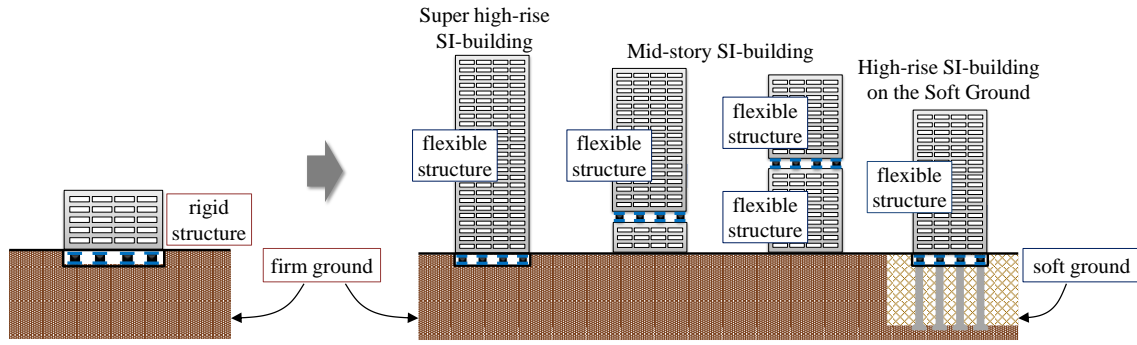 Super high-rise
SI-building
Mid-story SI-building
High-rise SI-building
on the Soft Ground
flexible
structure
flexible
structure
flexible
structure
flexible
structure
flexible
structure
rigid
structure
firm ground
soft ground